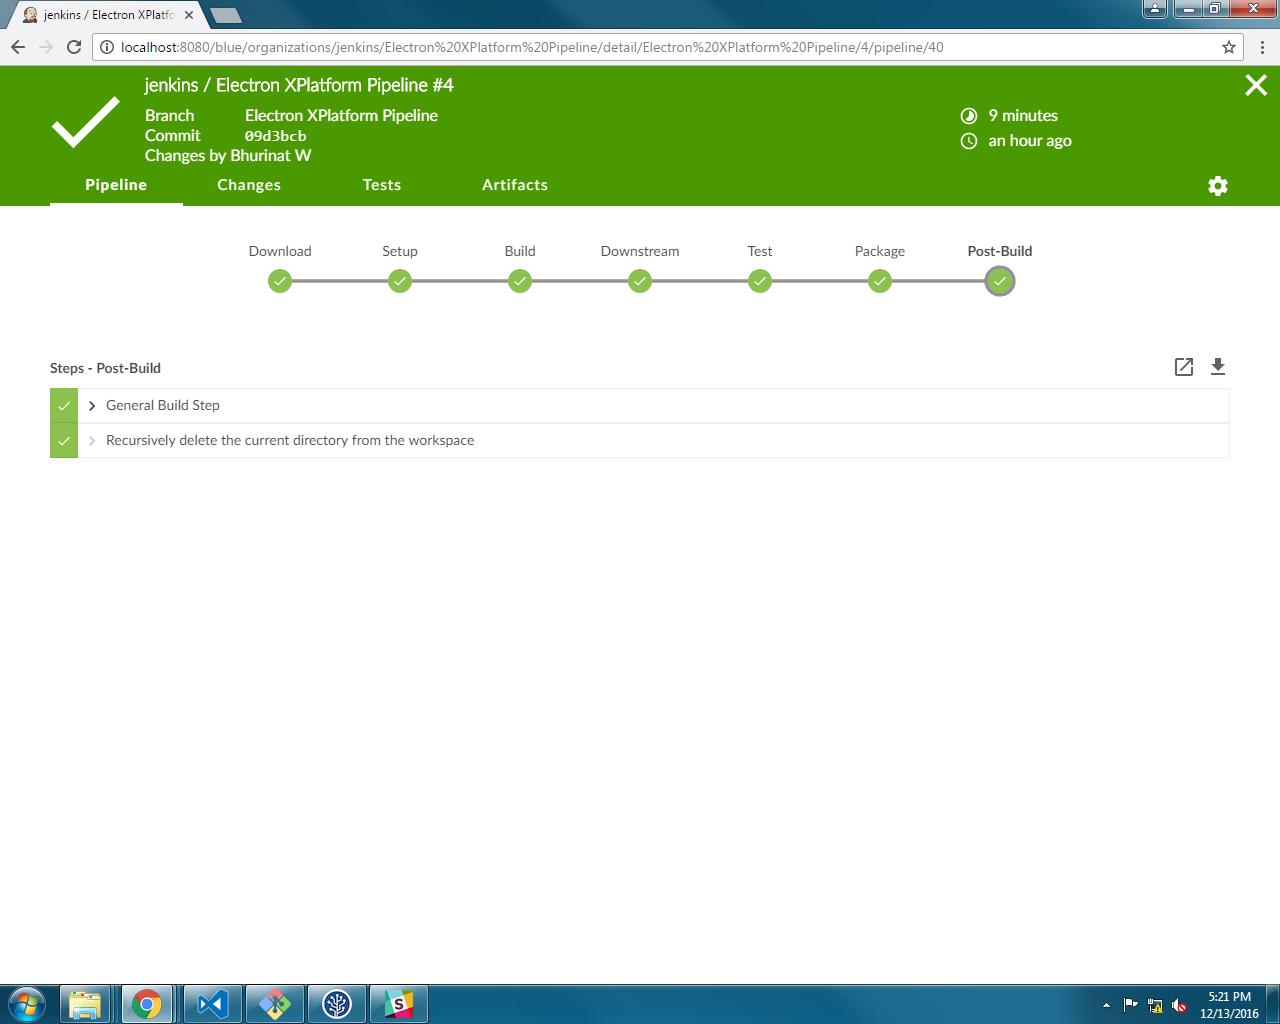 jenkins / Electron XPlatfo
localhost:8080/blue/organizations/jenkins/Electron%20XPlatform%20Pipeline/detail/Electron%20XPlatform%20Pipeline/4/pipeline/40
jenkins / Electron XPlatform Pipeline #4
Branch Electron XPlatform Pipeline
9 minutes
Commit 09d3bcb
an hour ago
Changes by Bhurinat W
Pipeline Changes Tests Artifacts
Download Setup Build Downstream Test Package Post-Build
Steps - Post-Build
General Build Step
Recursively delete the current directory from the workspace
S
5:21 PM
12/13/2016